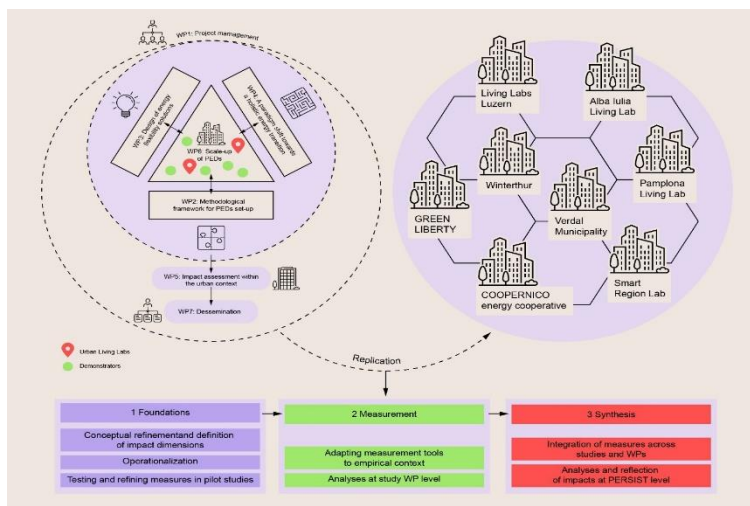 WP1: Project management
WP3: Design of energy
flexibility solutions
WP4: A paradigm shift towards
a holistic energy transition
WP6: Scale-up
of PEDs
WP2: Methodological
framework for PEDs set-up
WP5: Impact assessment within
the urban context
WP7: Dessemination
Urban Living Labs
Demonstrators
Living Labs
Luzern
Alba Iulia
Living Lab
Winterthur
Pamplona
Living Lab
GREEN
LIBERTY
Verdal
Municipality
COOPERNICO
energy cooperative
Smart
Region Lab
Replication
1 Foundations
Conceptual refinementand definition
of impact dimensions
Operationalization
Testing and refining measures in pilot studies
2 Measurement
Adapting measurement tools
to empirical context
Analyses at study WP level
3 Synthesis
Integration of measures across
studies and WPs
Analyses and reflection
of impacts at PERSIST level